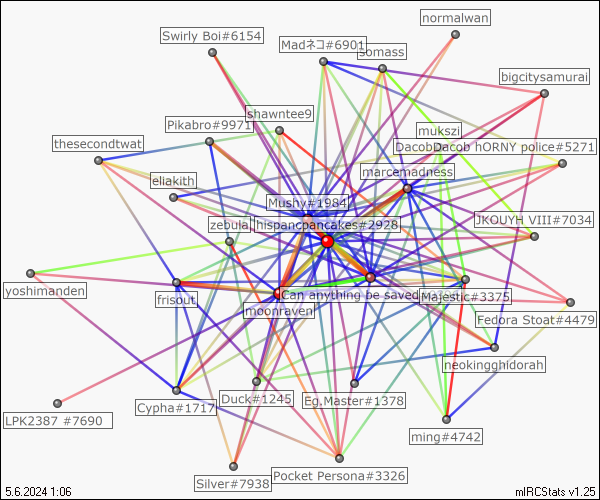 normalwan
Swirly Boi#6154
Madネコ#6901
somass
bigcitysamurai
shawntee9
Pikabro#9971
mukszi
thesecondtwat
DacobDacob hORNY police#5271
marcemadness
eliakith
Mushy#1984
zebula
hispancpancakes#2928
JKOUYH VIII#7034
yoshimanden
frisout
Can anything be saved
Majestic#3375
moonraven
Fedora Stoat#4479
neokingghidorah
LPK2387 #7690
Cypha#1717
Duck#1245
Eg.Master#1378
ming#4742
Silver#7938
Pocket Persona#3326
5.6.2024 1:06
mIRCStats v1.25